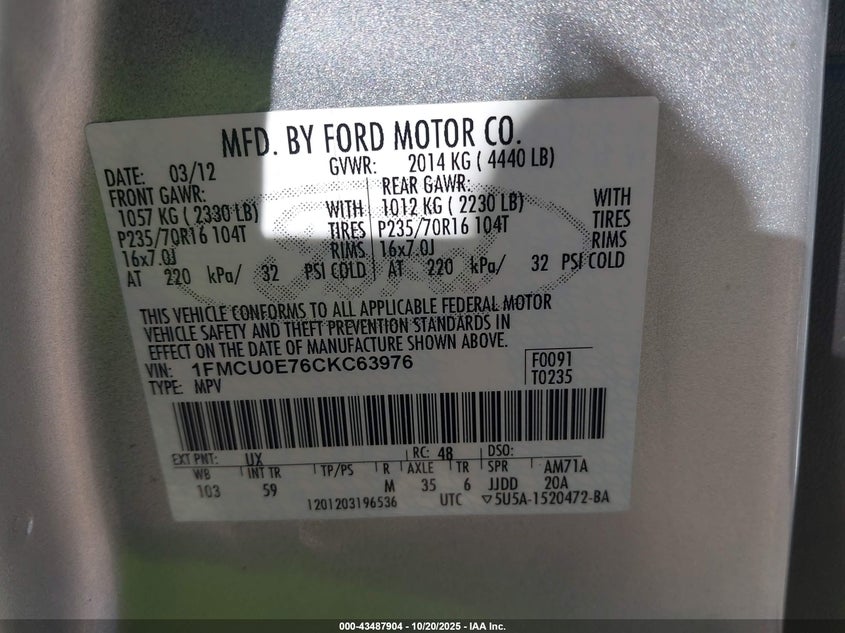 MFD. BY FORD MOTOR CO.
DATE: 03/12 GVWR: 2014 KG ( 4440 LB)
FRONT GAWR: REAR GAWR:
1057 KG ( 2330 LB) WITH 1012 KG ( 2230 LB) WITH
P235/70R16 104T TIRES P235/70R16 104T TIRES
16x7.0J RIMS 16x7.0J RIMS
AT 220 kPa/ 32 PSI COLD AT 220 kPa/ 32 PSI COLD
THIS VEHICLE CONFORMS TO ALL APPLICABLE FEDERAL MOTOR
VEHICLE SAFETY AND THEFT PREVENTION STANDARDS IN
EFFECT ON THE DATE OF MANUFACTURE SHOWN ABOVE.
VIN: 1FMCU0E76CKC63976 F0091
TYPE: MPV T0235
EXT PNT: UX RC: 48 DSO:
WB INT TR TP/PS R AXLE TR SPR AM71A
103 59 M 35 6 JJDD 20A
1201203196536 UTC ▽5U5A-1520472-BA
000-43487904 - 10/20/2025 - IAA Inc.